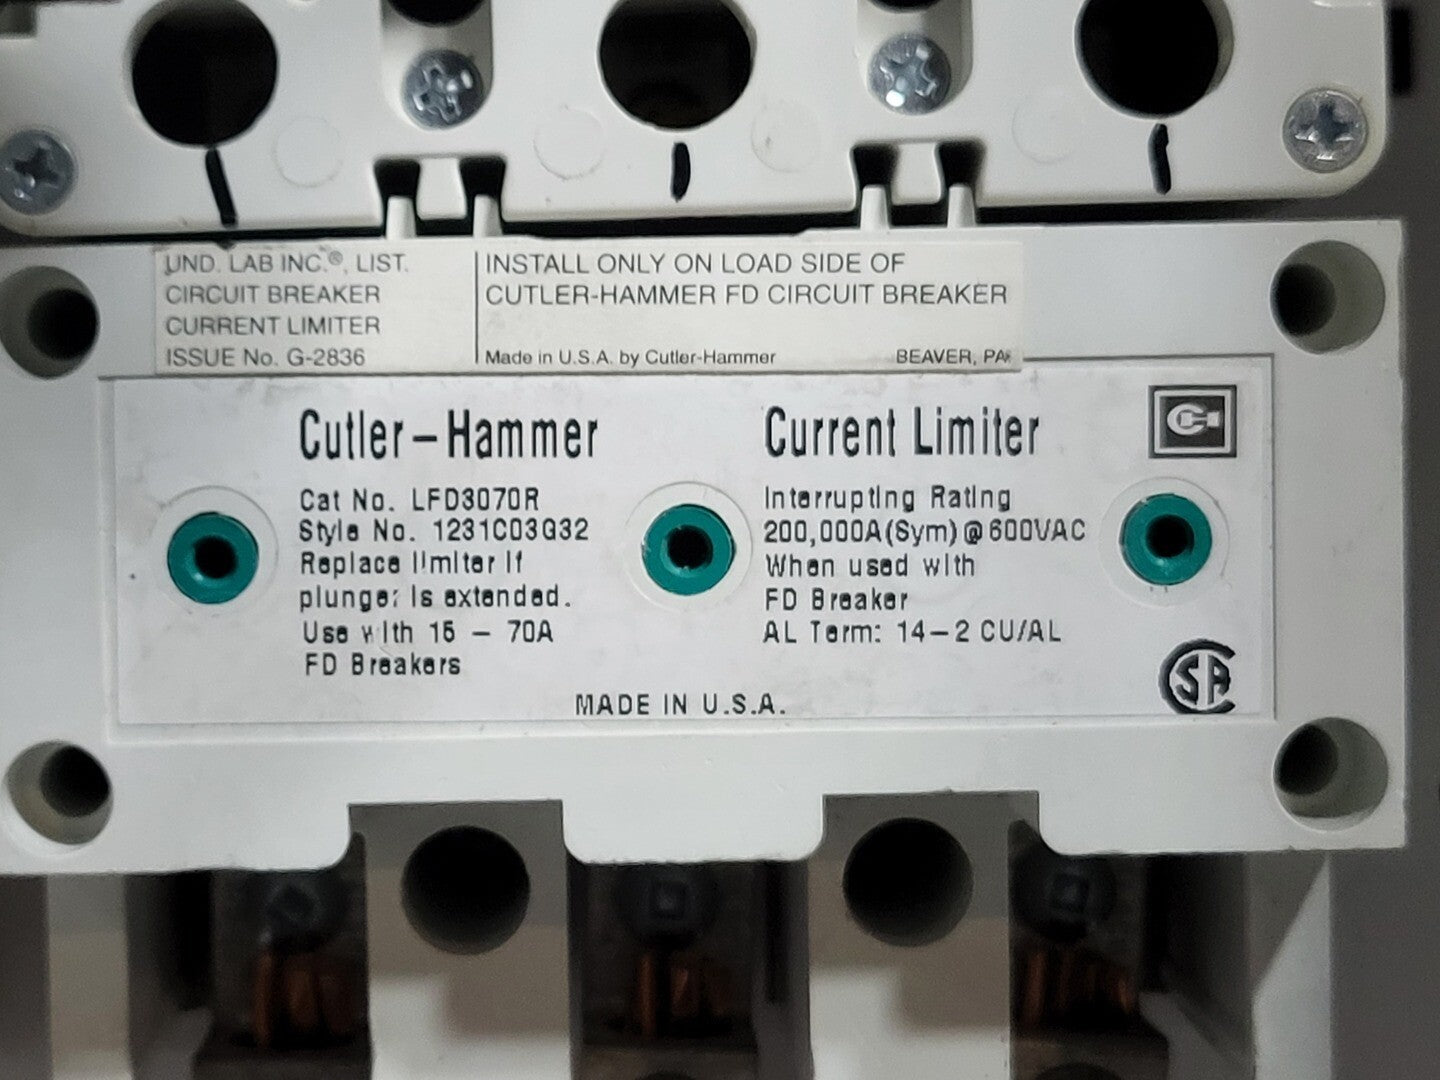 UND. LAB INC.®, LIST.
CIRCUIT BREAKER
CURRENT LIMITER
ISSUE No. G-2836
INSTALL ONLY ON LOAD SIDE OF
CUTLER-HAMMER FD CIRCUIT BREAKER
Made in U.S.A. by Cutler-Hammer BEAVER, PA
Cutler-Hammer
Cat No. LFD3070R
Style No. 1231C03G32
Replace limiter if
plunger is extended.
Use with 15 - 70A
FD Breakers
Current Limiter
Interrupting Rating
200,000A(Sym)@600VAC
When used with
FD Breaker
AL Term: 14-2 CU/AL
MADE IN U.S.A.
CH
CSA